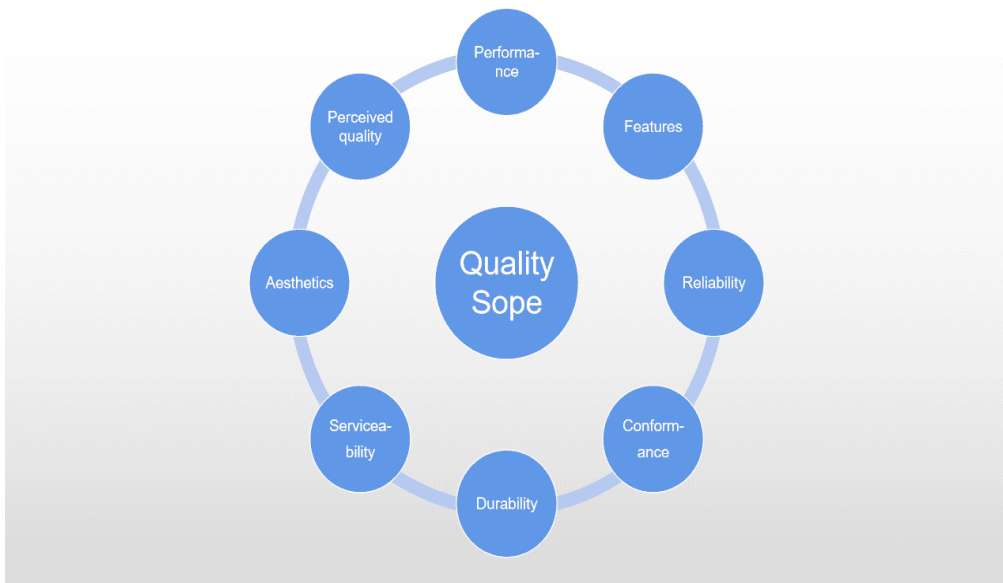 Performa-
nce
Features
Reliability
Conform-
ance
Durability
Servicea-
bility
Aesthetics
Perceived
quality
Quality
Sope